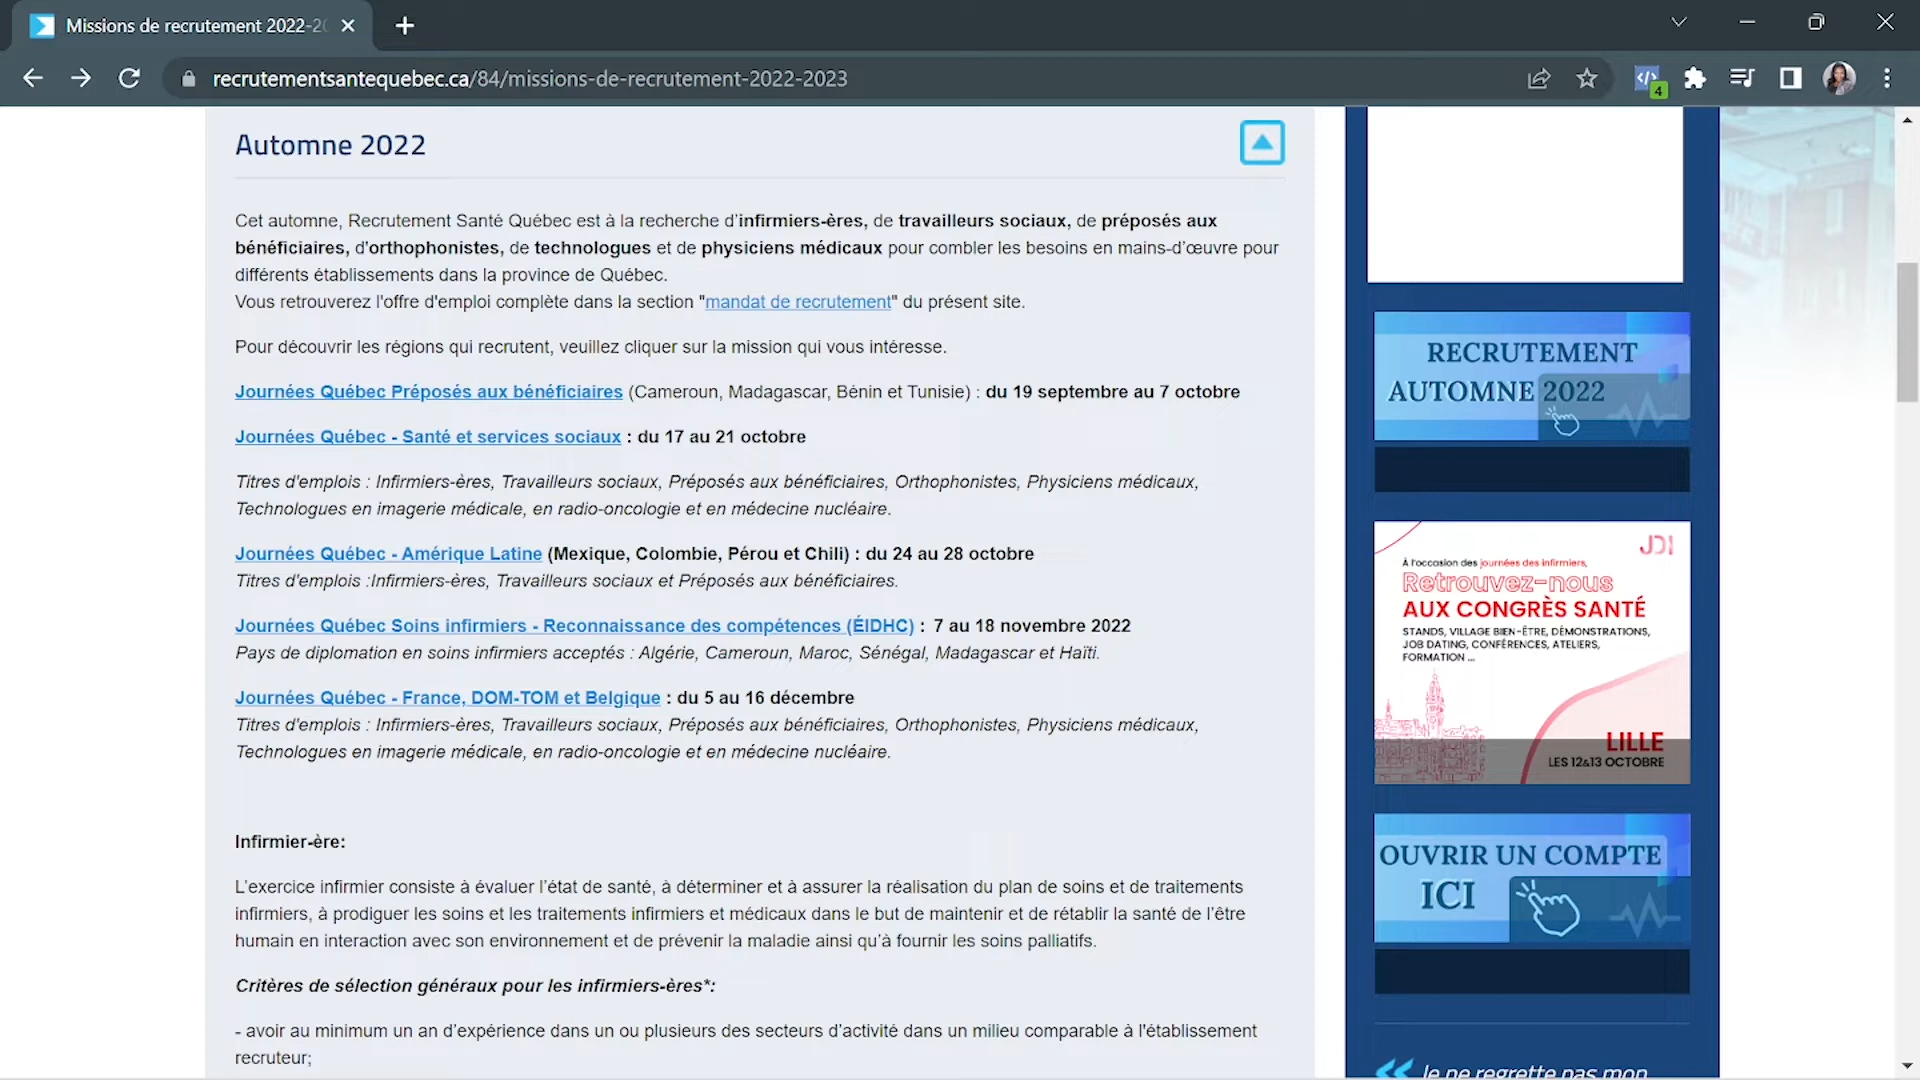 Missions de recrutement 2022-20
recrutementsantequebec.ca/84/missions-de-recrutement-2022-2023
4
Automne 2022
Cet automne, Recrutement Santé Québec est à la recherche d'infirmiers-ères, de travailleurs sociaux, de préposés aux
bénéficiaires, d'orthophonistes, de technologues et de physiciens médicaux pour combler les besoins en mains-d'œuvre pour
différents établissements dans la province de Québec.
Vous retrouverez l'offre d'emploi complète dans la section "mandat de recrutement" du présent site.
Pour découvrir les régions qui recrutent, veuillez cliquer sur la mission qui vous intéresse.
Journées Québec Préposés aux bénéficiaires (Cameroun, Madagascar, Bénin et Tunisie) : du 19 septembre au 7 octobre
Journées Québec - Santé et services sociaux : du 17 au 21 octobre
Titres d'emplois : Infirmiers-ères, Travailleurs sociaux, Préposés aux bénéficiaires, Orthophonistes, Physiciens médicaux,
Technologues en imagerie médicale, en radio-oncologie et en médecine nucléaire.
Journées Québec - Amérique Latine (Mexique, Colombie, Pérou et Chili) : du 24 au 28 octobre
Titres d'emplois :Infirmiers-ères, Travailleurs sociaux et Préposés aux bénéficiaires.
Journées Québec Soins infirmiers - Reconnaissance des compétences (ÉIDHC) : 7 au 18 novembre 2022
Pays de diplomation en soins infirmiers acceptés : Algérie, Cameroun, Maroc, Sénégal, Madagascar et Haïti.
Journées Québec - France, DOM-TOM et Belgique : du 5 au 16 décembre
Titres d'emplois : Infirmiers-ères, Travailleurs sociaux, Préposés aux bénéficiaires, Orthophonistes, Physiciens médicaux,
Technologues en imagerie médicale, en radio-oncologie et en médecine nucléaire.
Infirmier-ère:
L'exercice infirmier consiste à évaluer l'état de santé, à déterminer et à assurer la réalisation du plan de soins et de traitements
infirmiers, à prodiguer les soins et les traitements infirmiers et médicaux dans le but de maintenir et de rétablir la santé de l'être
humain en interaction avec son environnement et de prévenir la maladie ainsi qu'à fournir les soins palliatifs.
Critères de sélection généraux pour les infirmiers-ères*:
- avoir au minimum un an d'expérience dans un ou plusieurs des secteurs d'activité dans un milieu comparable à l'établissement
recruteur;
RECRUTEMENT
AUTOMNE 2022
JDI
À l'occasion des journées des infirmiers,
Retrouvez-nous
AUX CONGRÈS SANTÉ
STANDS, VILLAGE BIEN-ÊTRE, DÉMONSTRATIONS,
JOB DATING, CONFÉRENCES, ATELIERS,
FORMATION ...
LILLE
LES 12&13 OCTOBRE
OUVRIR UN COMPTE
ICI
Je ne regrette pas mon